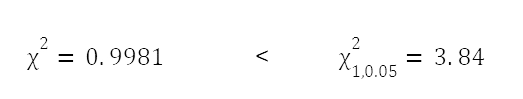 χ² = 0.9981 < χ²₁,₀.₀₅ = 3.84